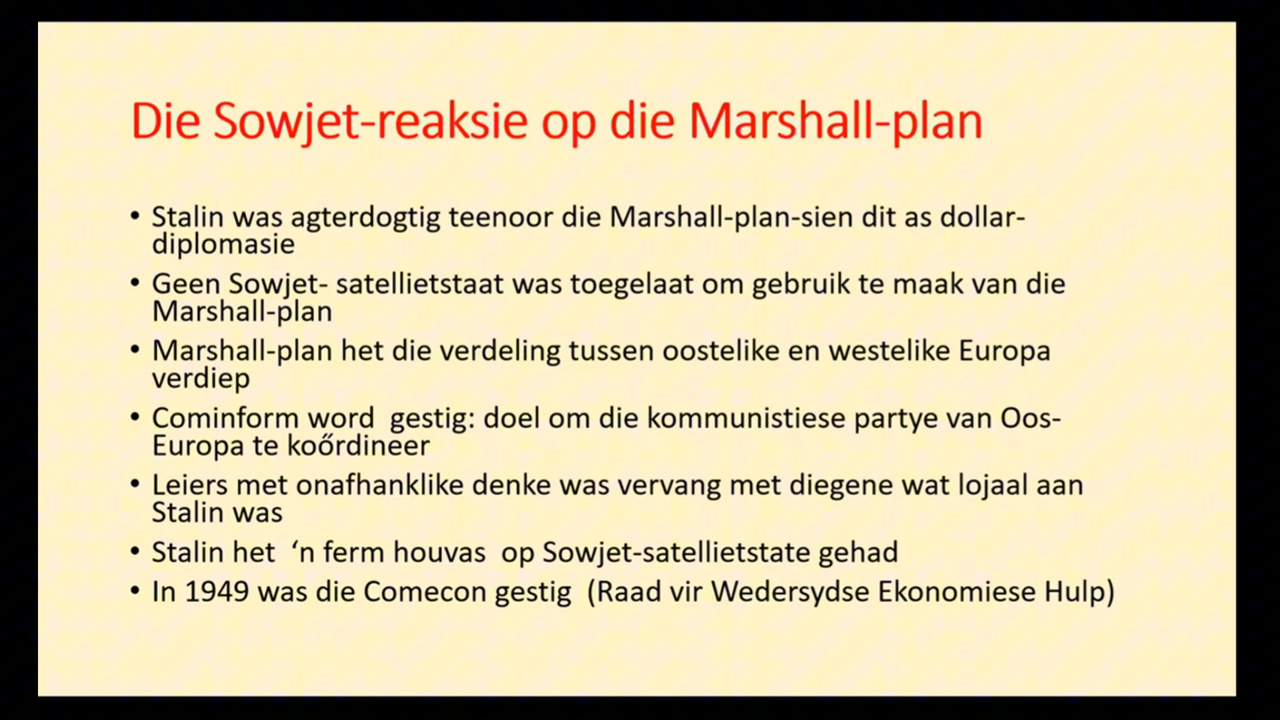 Die Sowjet-reaksie op die Marshall-plan
• Stalin was agterdogtig teenoor die Marshall-plan-sien dit as dollar-
diplomasie
• Geen Sowjet- satellietstaat was toegelaat om gebruik te maak van die
Marshall-plan
• Marshall-plan het die verdeling tussen oostelike en westelike Europa
verdiep
• Cominform word  gestig: doel om die kommunistiese partye van Oos-
Europa te koőrdineer
• Leiers met onafhanklike denke was vervang met diegene wat lojaal aan
Stalin was
• Stalin het  ‘n ferm houvas  op Sowjet-satellietstate gehad
• In 1949 was die Comecon gestig  (Raad vir Wedersydse Ekonomiese Hulp)